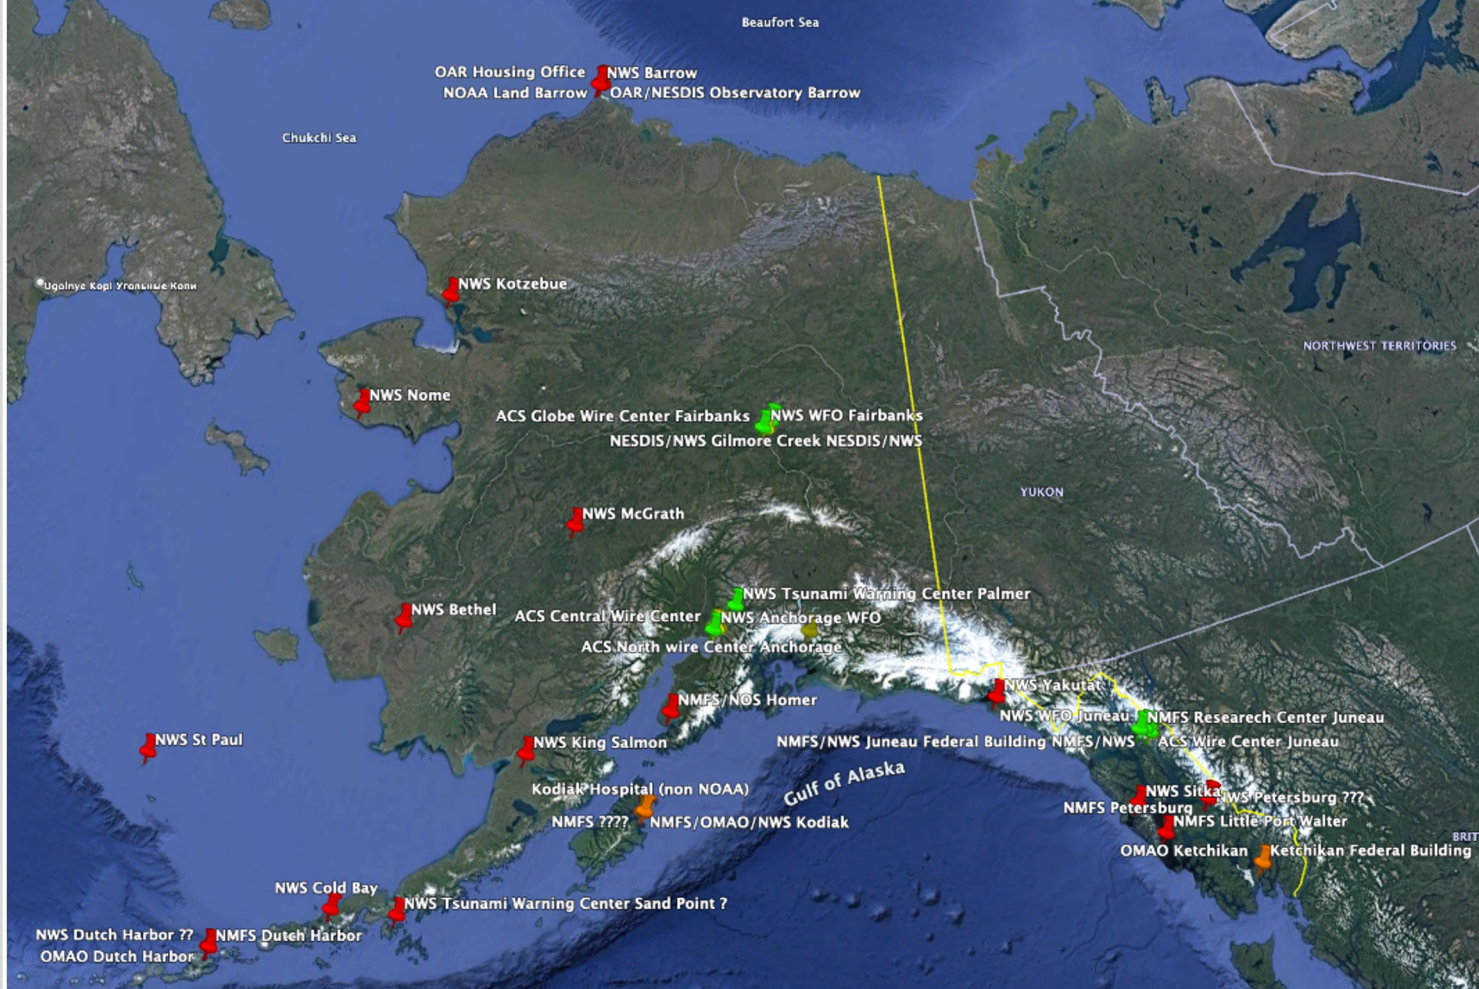 Beaufort Sea
OAR Housing Office
NWS Barrow
NOAA Land Barrow
OAR/NESDIS Observatory Barrow
Chukchi Sea
NWS Kotzebue
Ugolnye Kopi Угольные Копи
NORTHWEST TERRITORIES
NWS Nome
ACS Globe Wire Center Fairbanks
NWS WFO Fairbanks
NESDIS/NWS Gilmore Creek NESDIS/NWS
YUKON
NWS McGrath
NWS Tsunami Warning Center Palmer
NWS Bethel
ACS Central Wire Center
NWS Anchorage WFO
ACS North wire Center Anchorage
NWS Yakutat
NMFS/NOS Homer
NWS WFO Juneau
NMFS Researech Center Juneau
NWS St Paul
NWS King Salmon
NMFS/NWS Juneau Federal Building NMFS/NWS
ACS Wire Center Juneau
Gulf of Alaska
Kodiak Hospital (non NOAA)
NWS Sitka
NWS Petersburg ???
NMFS Petersburg
NMFS ????
NMFS/OMAO/NWS Kodiak
NMFS Little Port Walter
BRIT
OMAO Ketchikan
Ketchikan Federal Building
NWS Cold Bay
NWS Tsunami Warning Center Sand Point ?
NWS Dutch Harbor ??
NMFS Dutch Harbor
OMAO Dutch Harbor